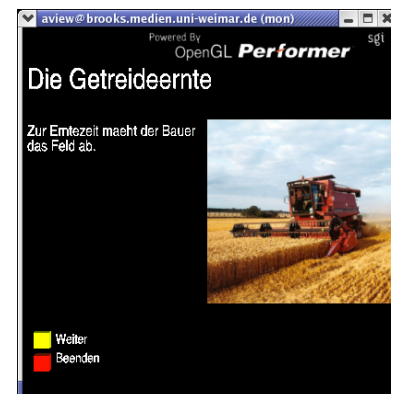 aview@brooks.medien.uni-weimar.de (mon)
Powered By
sgi
OpenGL Performer
Die Getreideernte
Zur Erntezeit maeht der Bauer
das Feld ab.
Weiter
Beenden